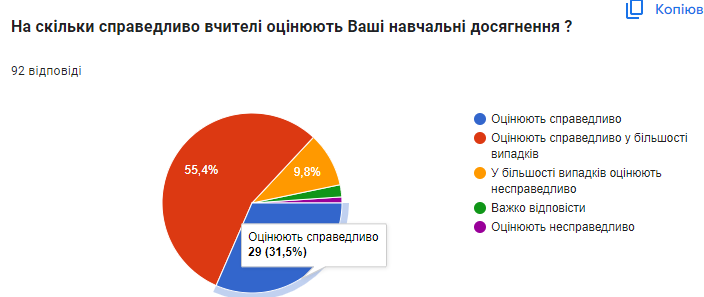 Копіюв
На скільки справедливо вчителі оцінюють Ваші навчальні досягнення ?
92 відповіді
55,4%
9,8%
Оцінюють справедливо
29 (31,5%)
Оцінюють справедливо
Оцінюють справедливо у більшості
випадків
У більшості випадків оцінюють
несправедливо
Важко відповісти
Оцінюють несправедливо